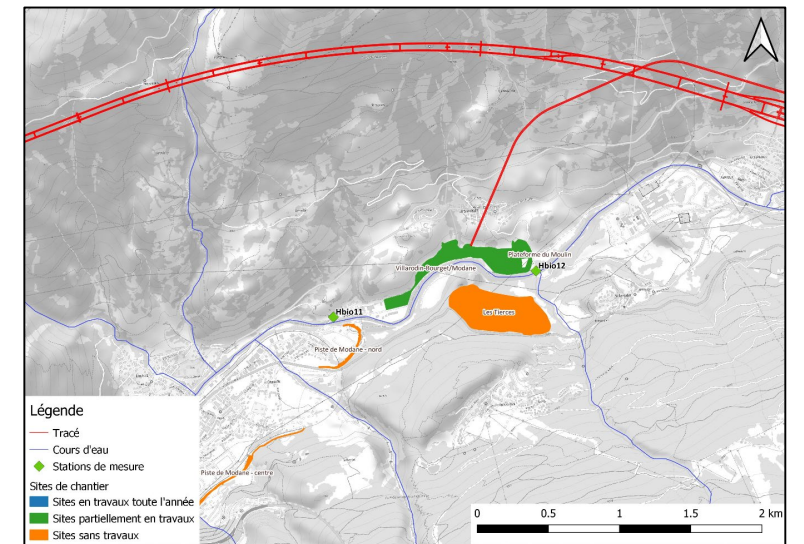 Plateforme du Moulin
Villarodin-Bourget/Modane
Hbio12
Hbio11
Les Tierces
Piste de Modane - nord
Piste de Modane - centre
Légende
Tracé
Cours d'eau
Stations de mesure
Sites de chantier
Sites en travaux toute l'année
Sites partiellement en travaux
Sites sans travaux
0 0.5 1 1.5 2 km